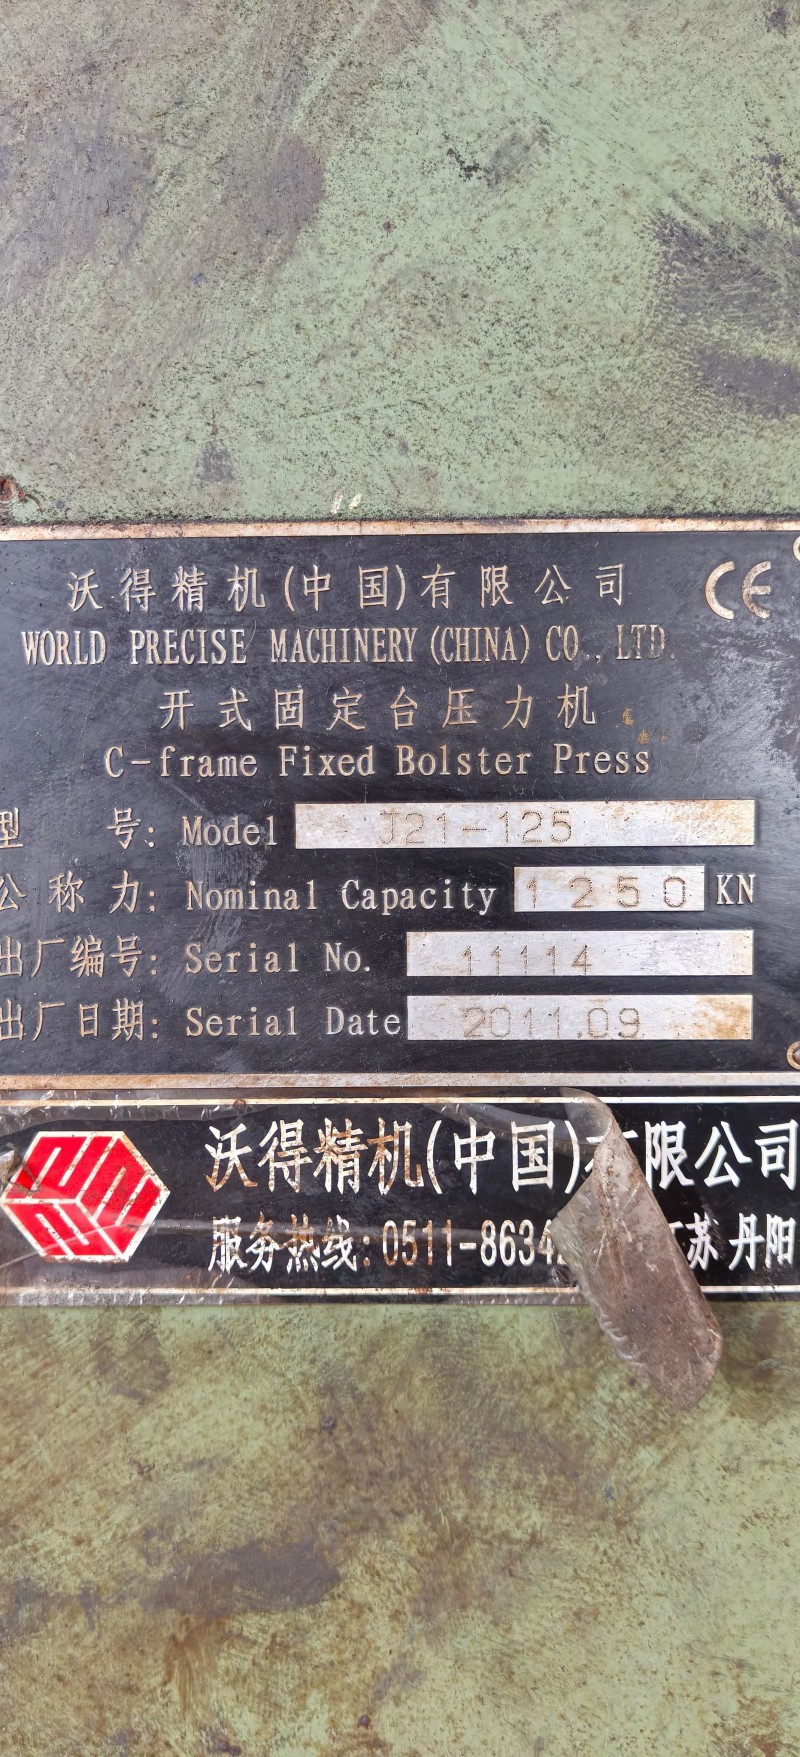 沃得精机(中国)有限公司 CE
WORLD PRECISE MACHINERY (CHINA) CO., LTD.
开式固定台压力机
C-frame Fixed Bolster Press
型 号: Model J21-125
公 称 力: Nominal Capacity 1250 KN
出厂编号: Serial No. 11114
出厂日期: Serial Date 2011.09
沃得精机(中国)有限公司
服务热线: 0511-8634 苏 丹阳